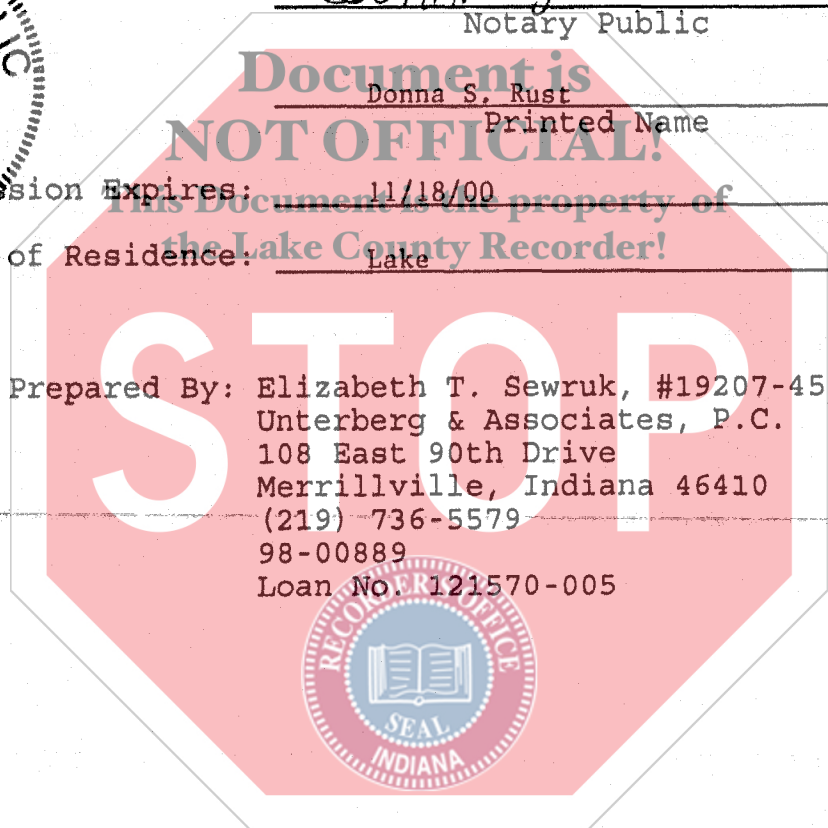 Notary Public
Document is
Donna S. Rust
Printed Name
NOT OFFICIAL!
sion Expires: 11/18/00
This Document is the property of
the Lake County Recorder!
of Residence: Lake
STOP
Prepared By: Elizabeth T. Sewruk, #19207-45
Unterberg & Associates, P.C.
108 East 90th Drive
Merrillville, Indiana 46410
(219) 736-5579
98-00889
Loan No. 121570-005
RECORDER'S OFFICE
SEAL
INDIANA